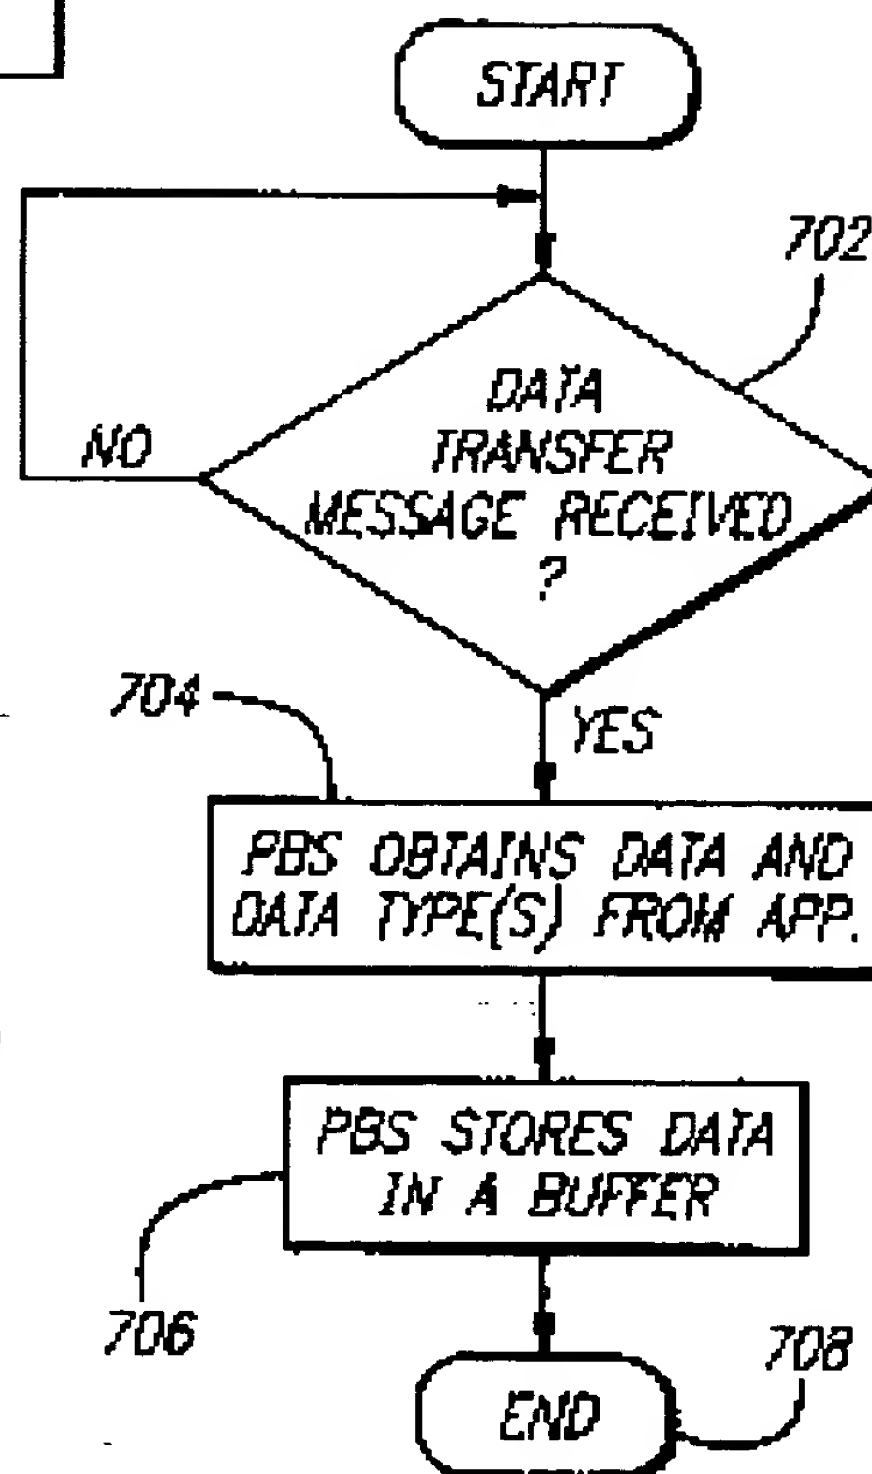 START
702
DATA
TRANSFER
MESSAGE RECEIVED
?
NO
704
YES
PBS OBTAINS DATA AND
DATA TYPE(S) FROM APP.
PBS STORES DATA
IN A BUFFER
706
708
END